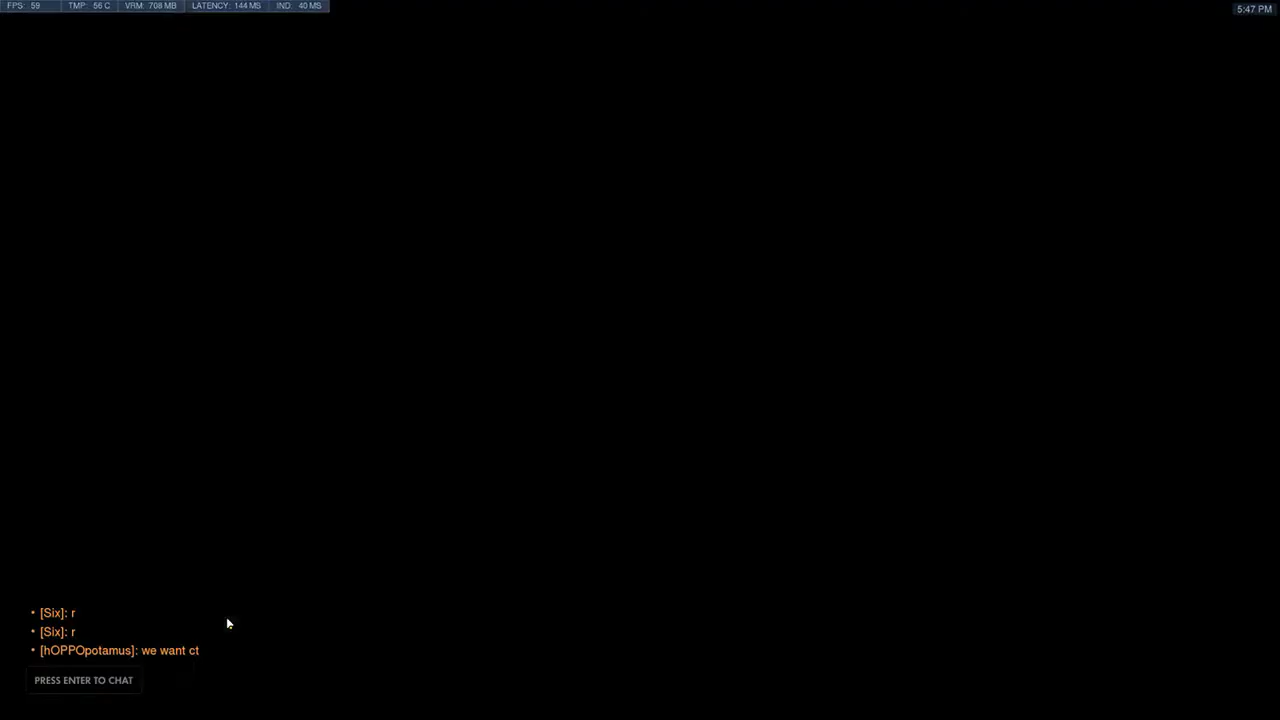 FPS: 59 TMP: 56 C VRM: 708 MB LATENCY: 144 MS IND: 40 MS
5:47 PM
• [Six]: r
• [Six]: r
• [hOPPOpotamus]: we want ct
PRESS ENTER TO CHAT